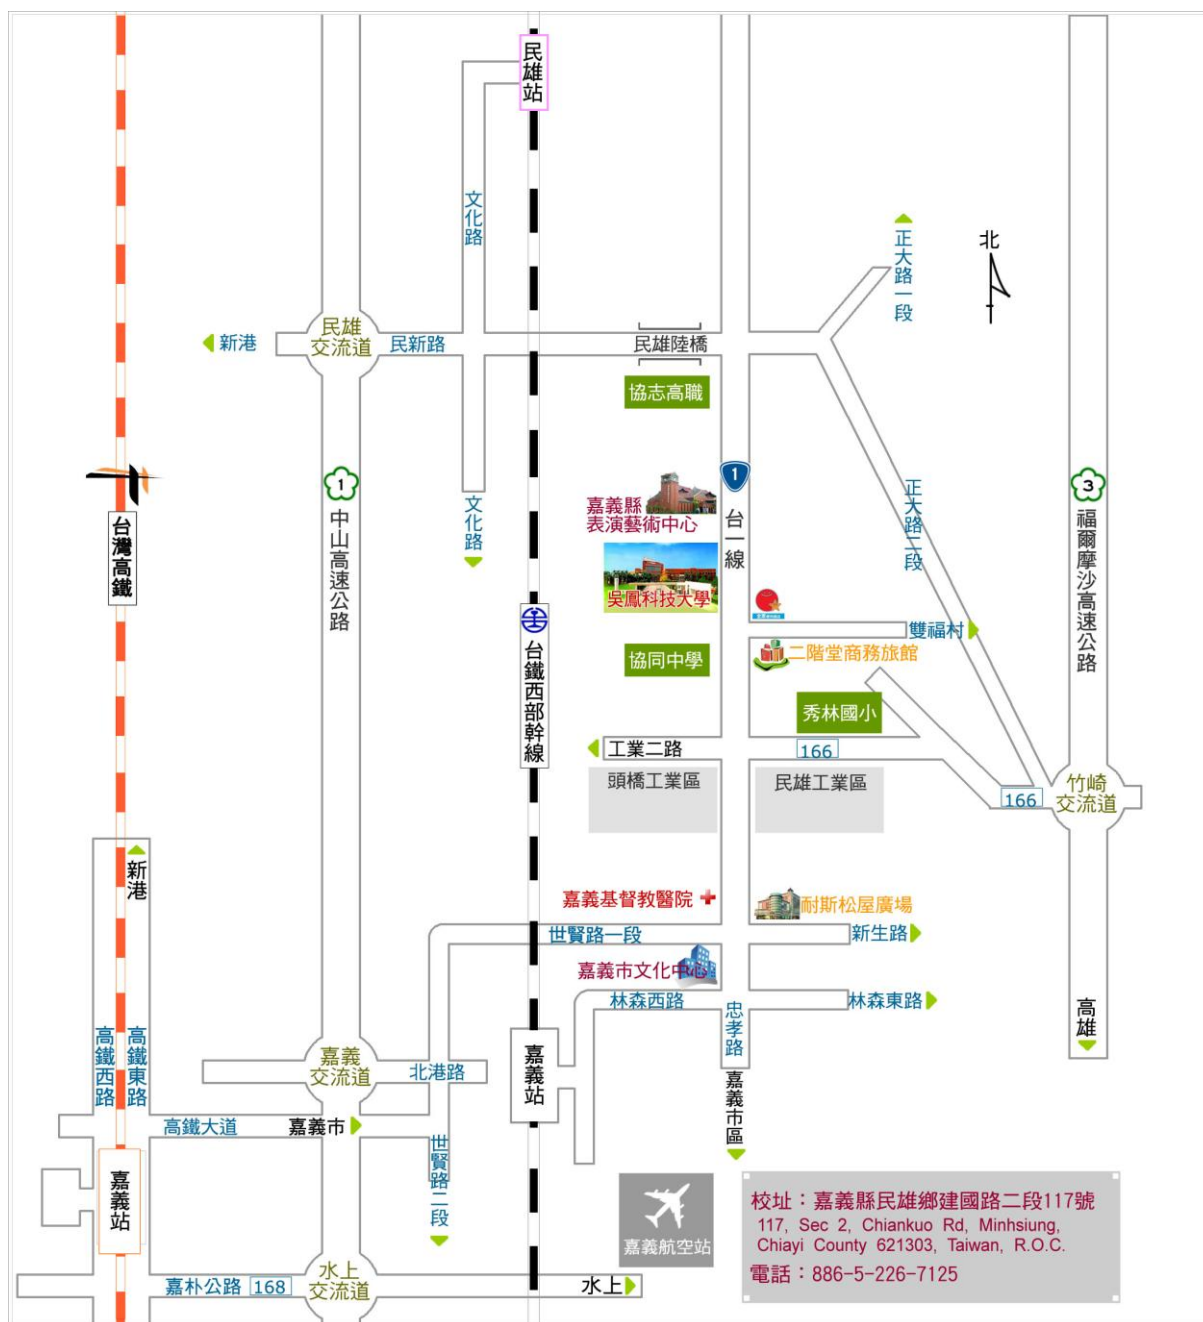 民雄站
文化路
正大路一段
北
新港
民雄
交流道
民新路
民雄陸橋
協志高職
1
1
3
嘉義縣
表演藝術中心
文化路
台一線
正大路二段
台灣高鐵
中山高速公路
福爾摩沙高速公路
吳鳳科技大學
台鐵西部幹線
雙福村
協同中學
二階堂商務旅館
秀林國小
工業二路
166
頭橋工業區
民雄工業區
166
竹崎
交流道
新港
嘉義基督教醫院
耐斯松屋廣場
世賢路一段
新生路
嘉義市文化中心
林森西路
林森東路
忠孝路
高雄
高鐵西路
高鐵東路
嘉義
交流道
北港路
嘉義站
嘉義市區
高鐵大道
嘉義市
世賢路二段
嘉義站
嘉義航空站
校址：嘉義縣民雄鄉建國路二段117號
117, Sec 2, Chiankuo Rd, Minhsiung,
Chiayi County 621303, Taiwan, R.O.C.
電話：886-5-226-7125
嘉朴公路 168
水上
交流道
水上